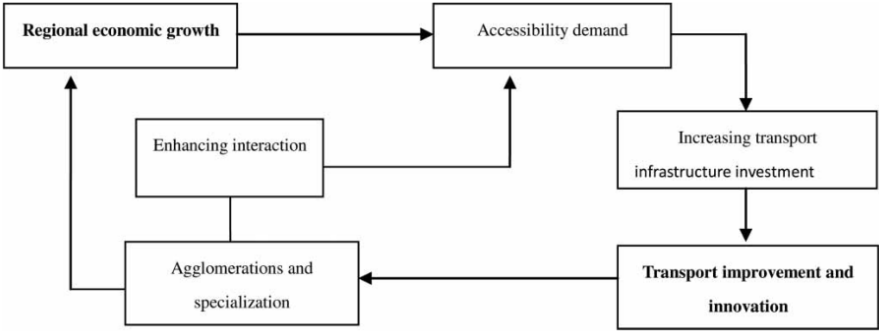 Regional economic growth
Accessibility demand
Enhancing interaction
Increasing transport
infrastructure investment
Agglomerations and
specialization
Transport improvement and
innovation